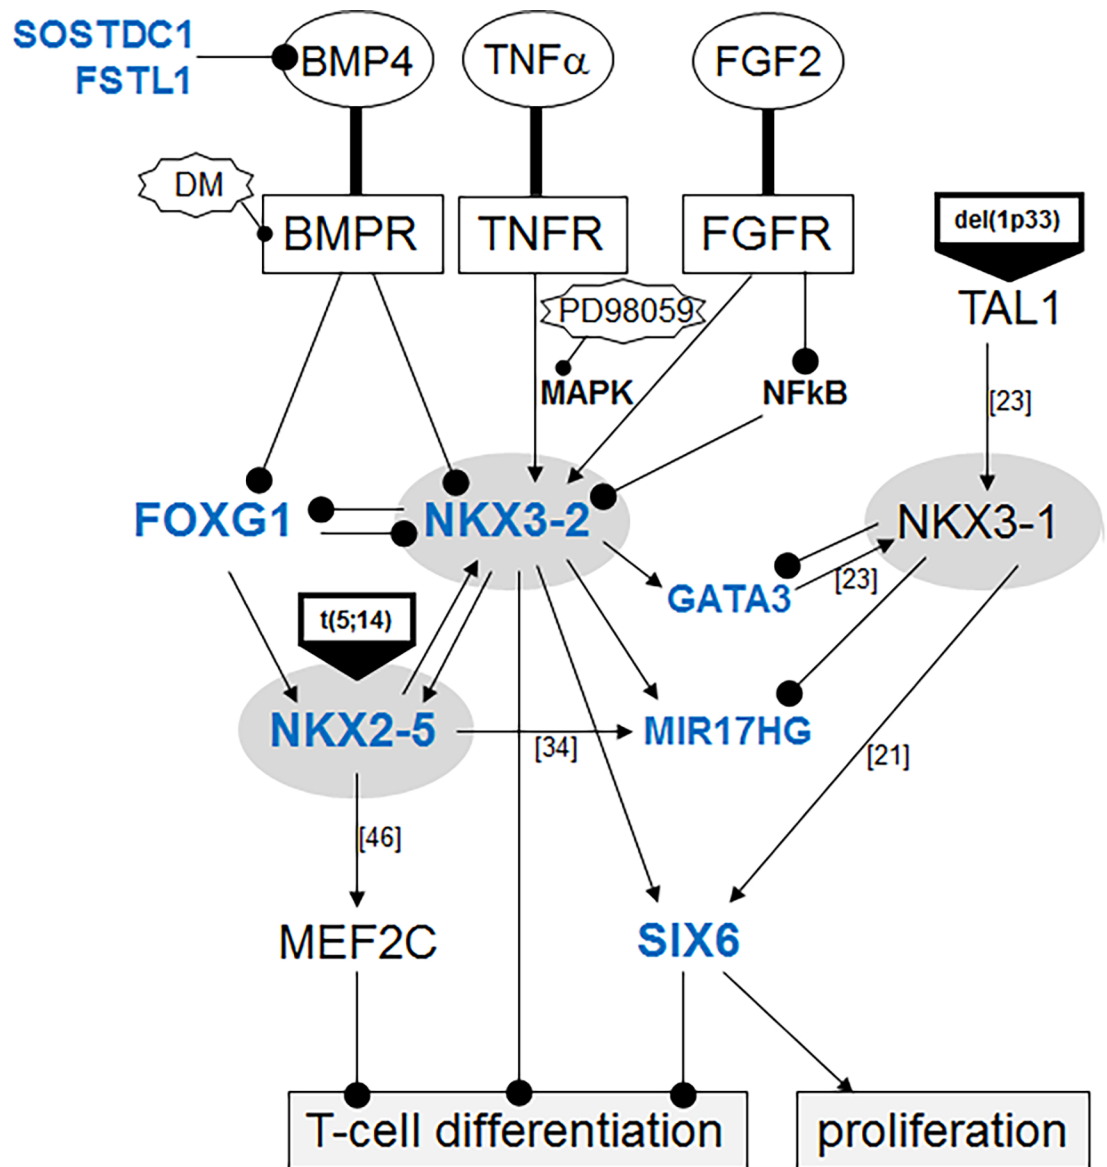 SOSTDC1
FSTL1
BMP4
TNFα
FGF2
DM
BMPR
TNFR
FGFR
del(1p33)
TAL1
PD98059
MAPK
NFkB
[23]
FOXG1
NKX3-2
NKX3-1
GATA3
[23]
t(5;14)
NKX2-5
[34]
MIR17HG
[21]
[46]
MEF2C
SIX6
T-cell differentiation
proliferation